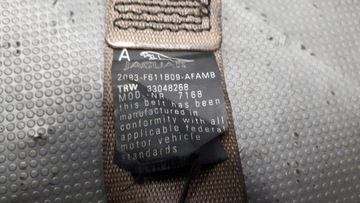 A
JAGUAR
2083-F611B09-AFAMB
TRW 33048268
MOD.-NR. 7168
this belt has been
manufactured in
conformity with all
applicable federal
motor vehicle
standards